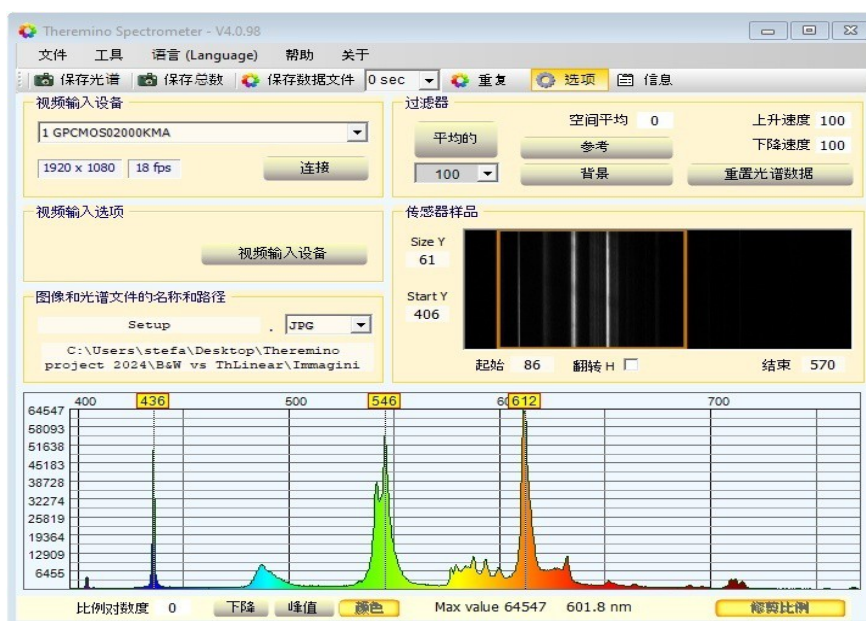 Theremino Spectrometer - V4.0.98
文件 工具 语言 (Language) 帮助 关于
保存光谱 保存总数 保存数据文件 0 sec 重复 选项 信息
视频输入设备
1 GPCMOS02000KMA
1920 x 1080 18 fps 连接
过滤器
平均的 空间平均 0 上升速度 100
参考 下降速度 100
100 背景 重置光谱数据
视频输入选项
视频输入设备
图像和光谱文件的名称和路径
Setup . JPG
C:\Users\stefa\Desktop\Theremino
project 2024\B&W vs ThLinear\Immagini
传感器样品
Size Y
61
Start Y
406
起始 86 翻转 H 结束 570
400 436 500 546 612 700
64547
58093
51638
45183
38728
32274
25819
19364
12909
6455
比例对数度 0 下降 峰值 颜色 Max value 64547 601.8 nm 修剪比例